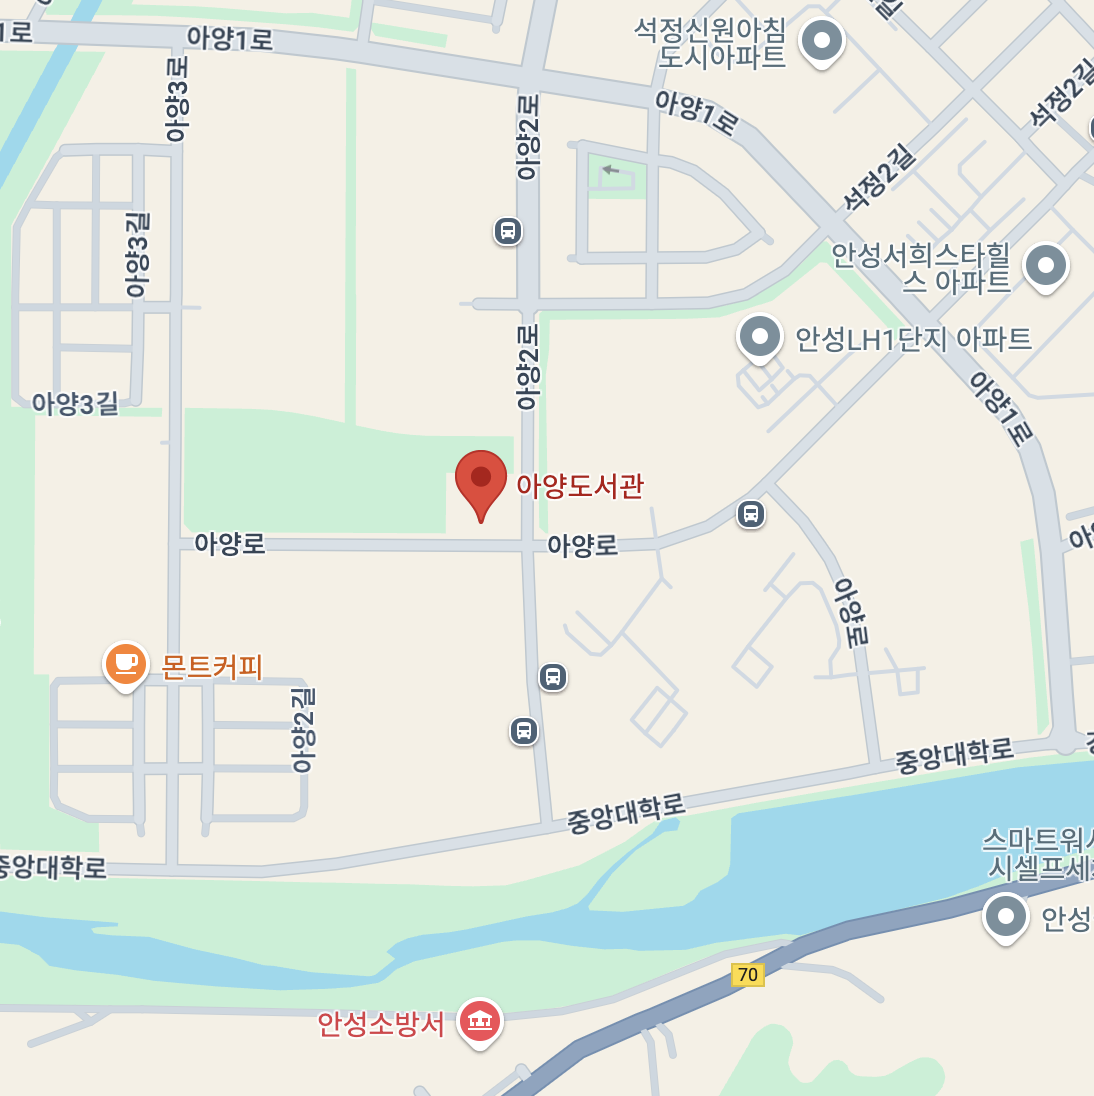 아양1로
석정신원아침
도시아파트
석정2길
아양3로
아양2로
아양1로
석정2길
아양3길
안성서희스타힐
스 아파트
안성LH1단지 아파트
아양2로
아양3길
아양1로
아양도서관
아양로
아양로
아양로
몬트커피
아양2길
중앙대학로
중앙대학로
중앙대학로
스마트워시
시셀프세
안성
70
안성소방서